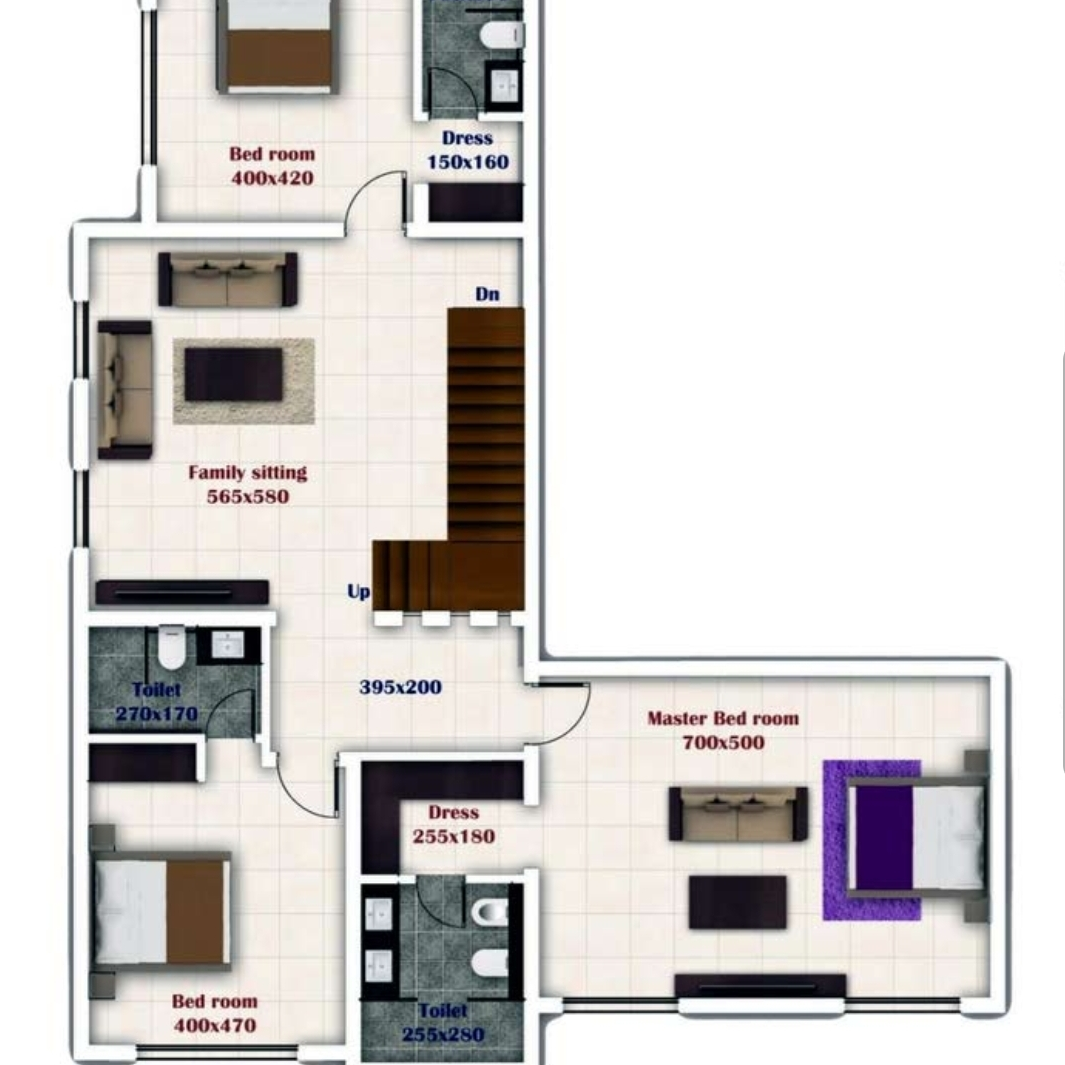 Dress
150x160
Bed room
400x420
Dn
Family sitting
565x580
Up
Toilet
270x170
395x200
Master Bed room
700x500
Dress
255x180
Bed room
400x470
Toilet
255x280